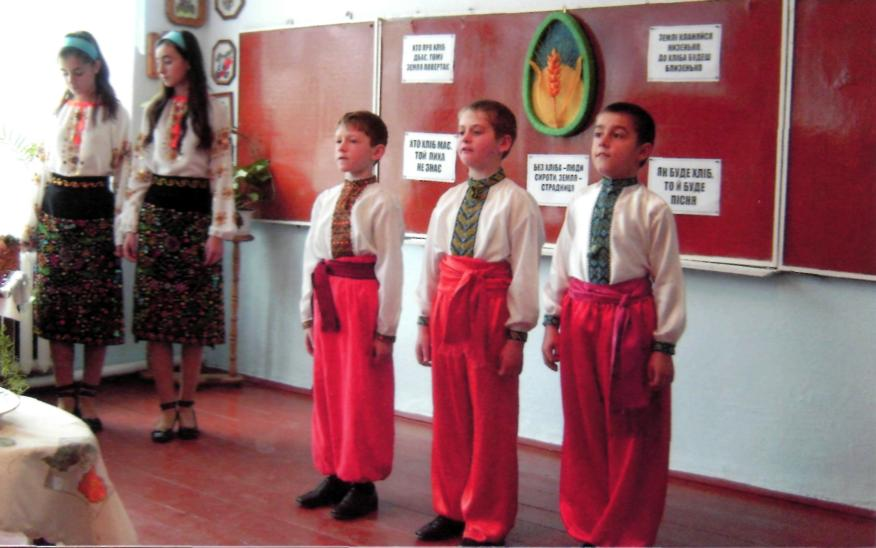 ХТО ПРО ХЛІБ
ДБАЄ, ТОМУ
ЗЕМЛЯ ПОВЕРТАЄ
ЗЕМЛІ КЛАНЯЙСЯ
НИЗЕНЬКО,
ДО ХЛІБА БУДЕШ
БЛИЗЕНЬКО
ХТО ХЛІБ МАЄ,
ТОЙ ЛИХА
НЕ ЗНАЄ
БЕЗ ХЛІБА – ЛЮДИ
СИРОТИ, ЗЕМЛЯ –
СТРАДНИЦЯ
ЯК БУДЕ ХЛІБ,
ТО Й БУДЕ
ПІСНЯ